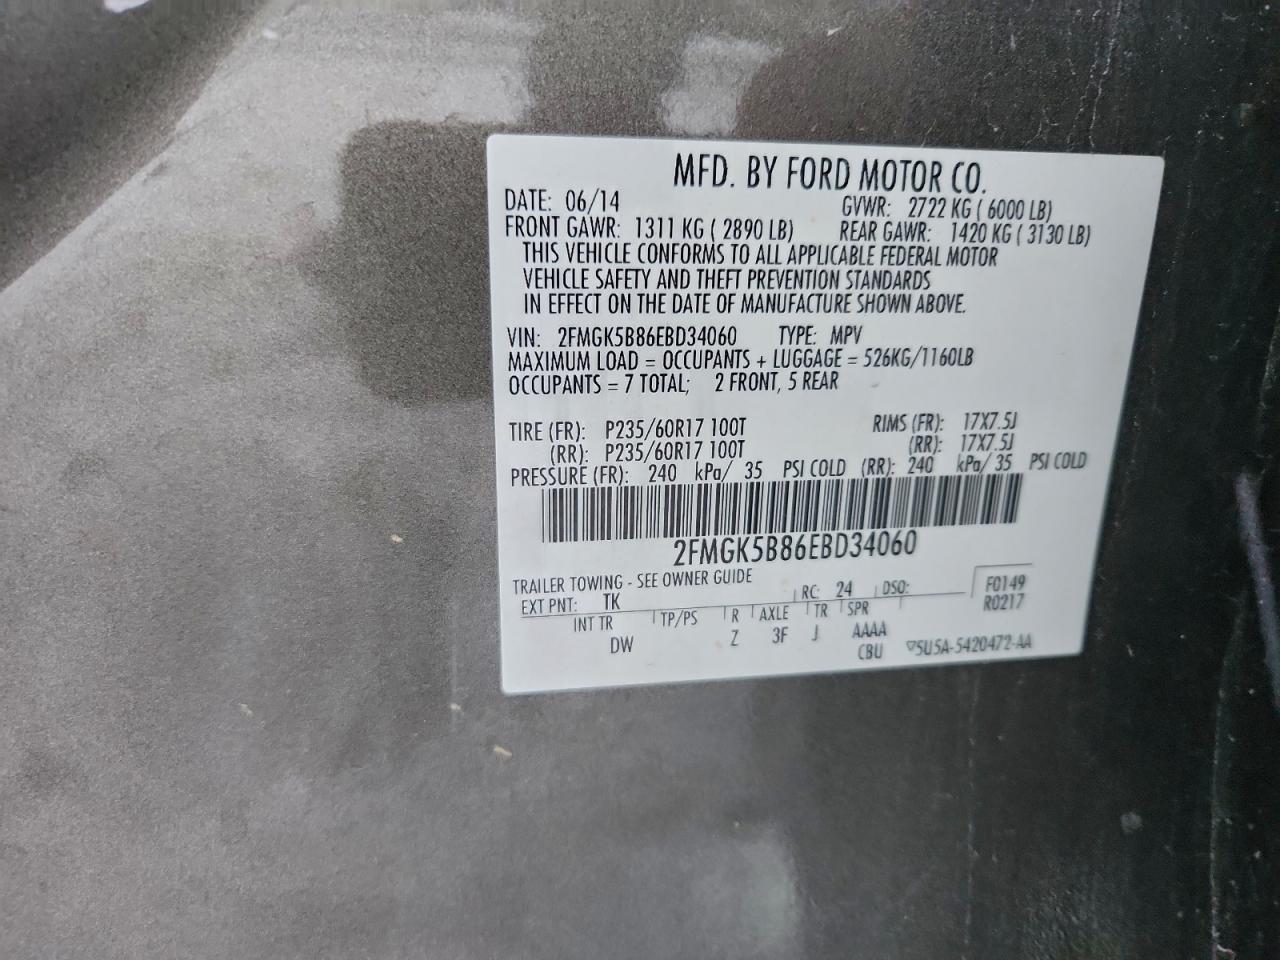 MFD. BY FORD MOTOR CO.
DATE: 06/14 GVWR: 2722 KG ( 6000 LB)
FRONT GAWR: 1311 KG ( 2890 LB) REAR GAWR: 1420 KG ( 3130 LB)
THIS VEHICLE CONFORMS TO ALL APPLICABLE FEDERAL MOTOR
VEHICLE SAFETY AND THEFT PREVENTION STANDARDS
IN EFFECT ON THE DATE OF MANUFACTURE SHOWN ABOVE.
VIN: 2FMGK5B86EBD34060 TYPE: MPV
MAXIMUM LOAD = OCCUPANTS + LUGGAGE = 526KG/1160LB
OCCUPANTS = 7 TOTAL; 2 FRONT, 5 REAR
TIRE (FR): P235/60R17 100T RIMS (FR): 17X7.5J
(RR): P235/60R17 100T (RR): 17X7.5J
PRESSURE (FR): 240 kPa/ 35 PSI COLD (RR): 240 kPa/ 35 PSI COLD
2FMGK5B86EBD34060
TRAILER TOWING - SEE OWNER GUIDE
EXT PNT: TK RC: 24 DSO: F0149
R0217
INT TR TP/PS R AXLE TR SPR
DW Z 3F J AAAA
CBU 5U5A-5420472-AA